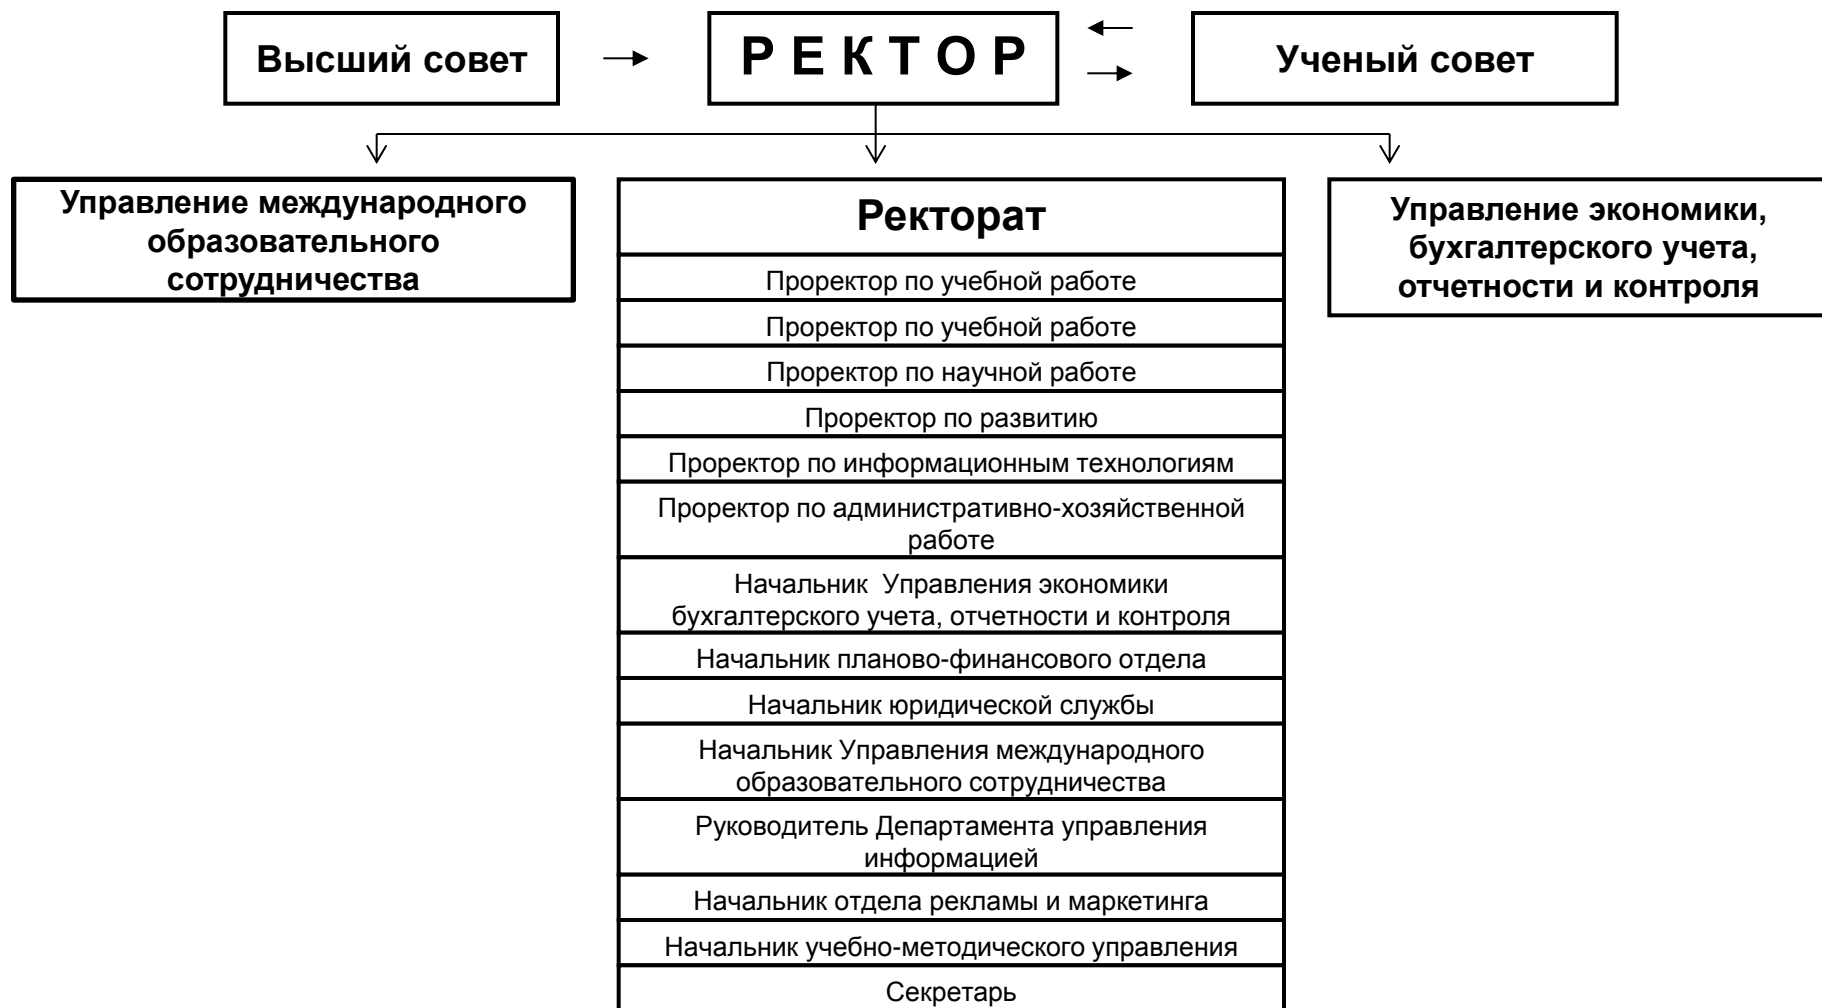 Высший совет
Р Е К Т О Р
Ученый совет
Управление международного
образовательного
сотрудничества
Ректорат
Проректор по учебной работе
Проректор по учебной работе
Проректор по научной работе
Проректор по развитию
Проректор по информационным технологиям
Проректор по административно-хозяйственной
работе
Начальник Управления экономики
бухгалтерского учета, отчетности и контроля
Начальник планово-финансового отдела
Начальник юридической службы
Начальник Управления международного
образовательного сотрудничества
Руководитель Департамента управления
информацией
Начальник отдела рекламы и маркетинга
Начальник учебно-методического управления
Секретарь
Управление экономики,
бухгалтерского учета,
отчетности и контроля